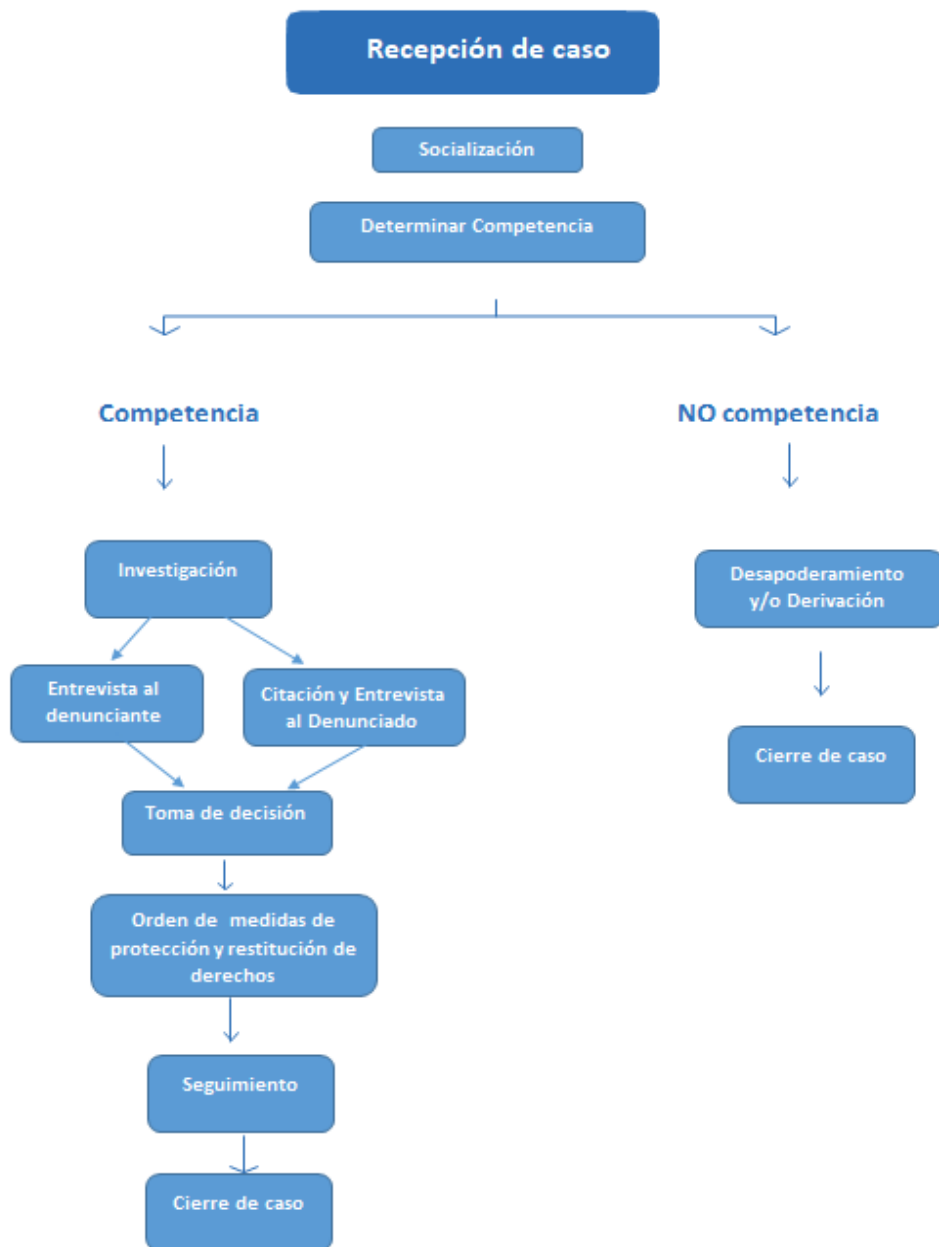 Recepción de caso
Socialización
Determinar Competencia
Competencia
NO competencia
Investigación
Desapoderamiento
y/o Derivación
Entrevista al
denunciante
Citación y Entrevista
al Denunciado
Cierre de caso
Toma de decisión
Orden de medidas de
protección y restitución de
derechos
Seguimiento
Cierre de caso